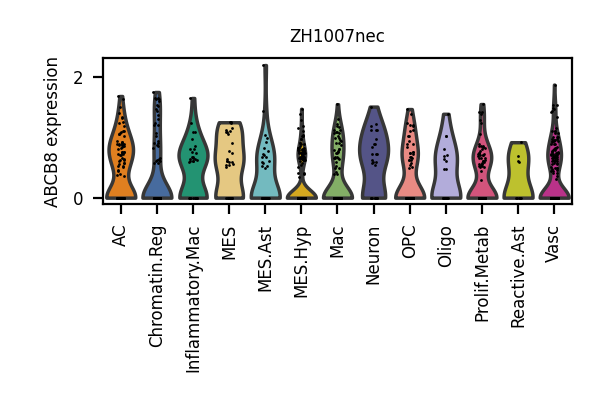 ZH1007nec
ABCB8 expression
2
0
AC
Chromatin.Reg
Inflammatory.Mac
MES
MES.Ast
MES.Hyp
Mac
Neuron
OPC
Oligo
Prolif.Metab
Reactive.Ast
Vasc